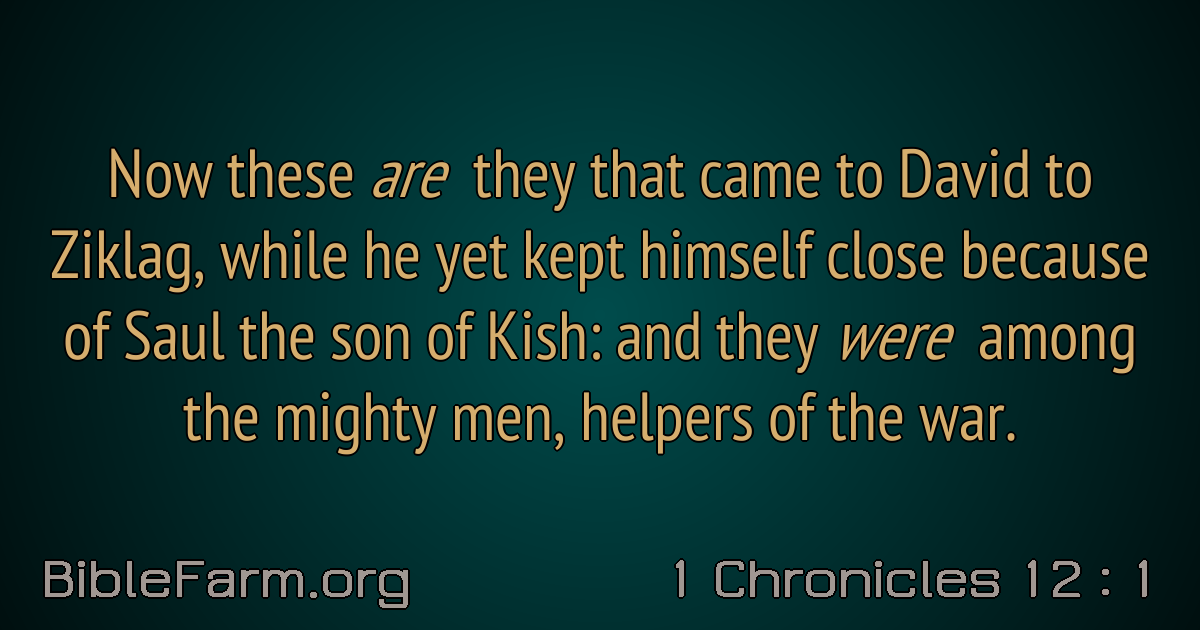 Now these are they that came to David to
Ziklag, while he yet kept himself close because
of Saul the son of Kish: and they were among
the mighty men, helpers of the war.
BibleFarm.org
1 Chronicles 12 : 1